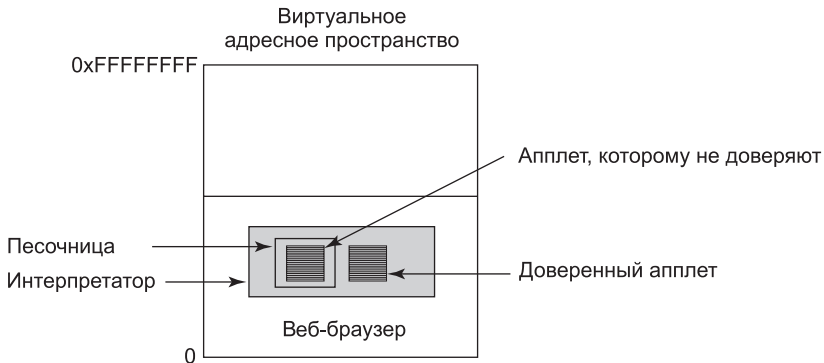 Виртуальное
адресное пространство
0xFFFFFFFF
Апплет, которому не доверяют
Песочница
Интерпретатор
Доверенный апплет
Веб-браузер
0